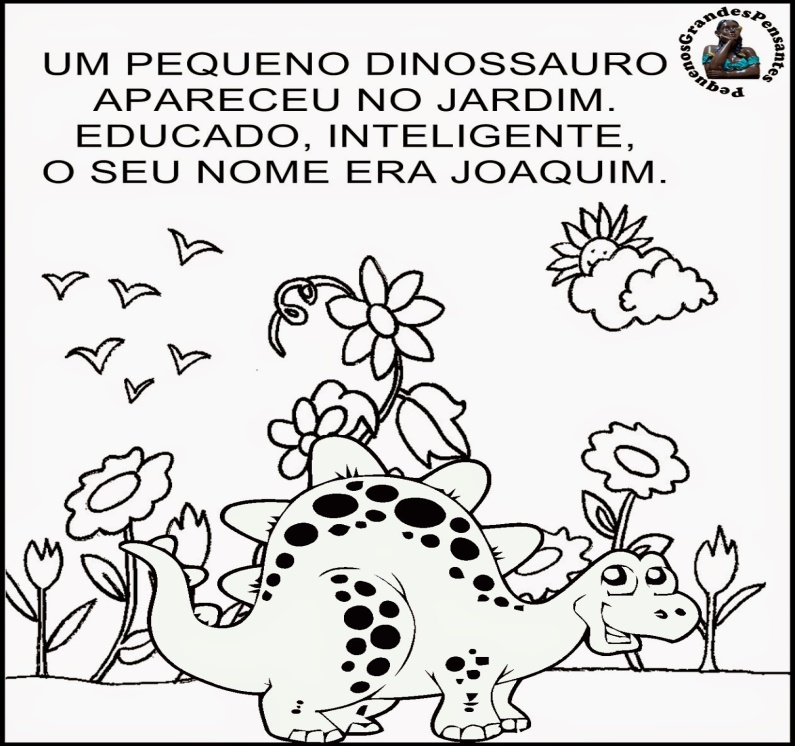 UM PEQUENO DINOSSAURO
APARECEU NO JARDIM.
EDUCADO, INTELIGENTE,
O SEU NOME ERA JOAQUIM.
PequenosGrandesPensantes